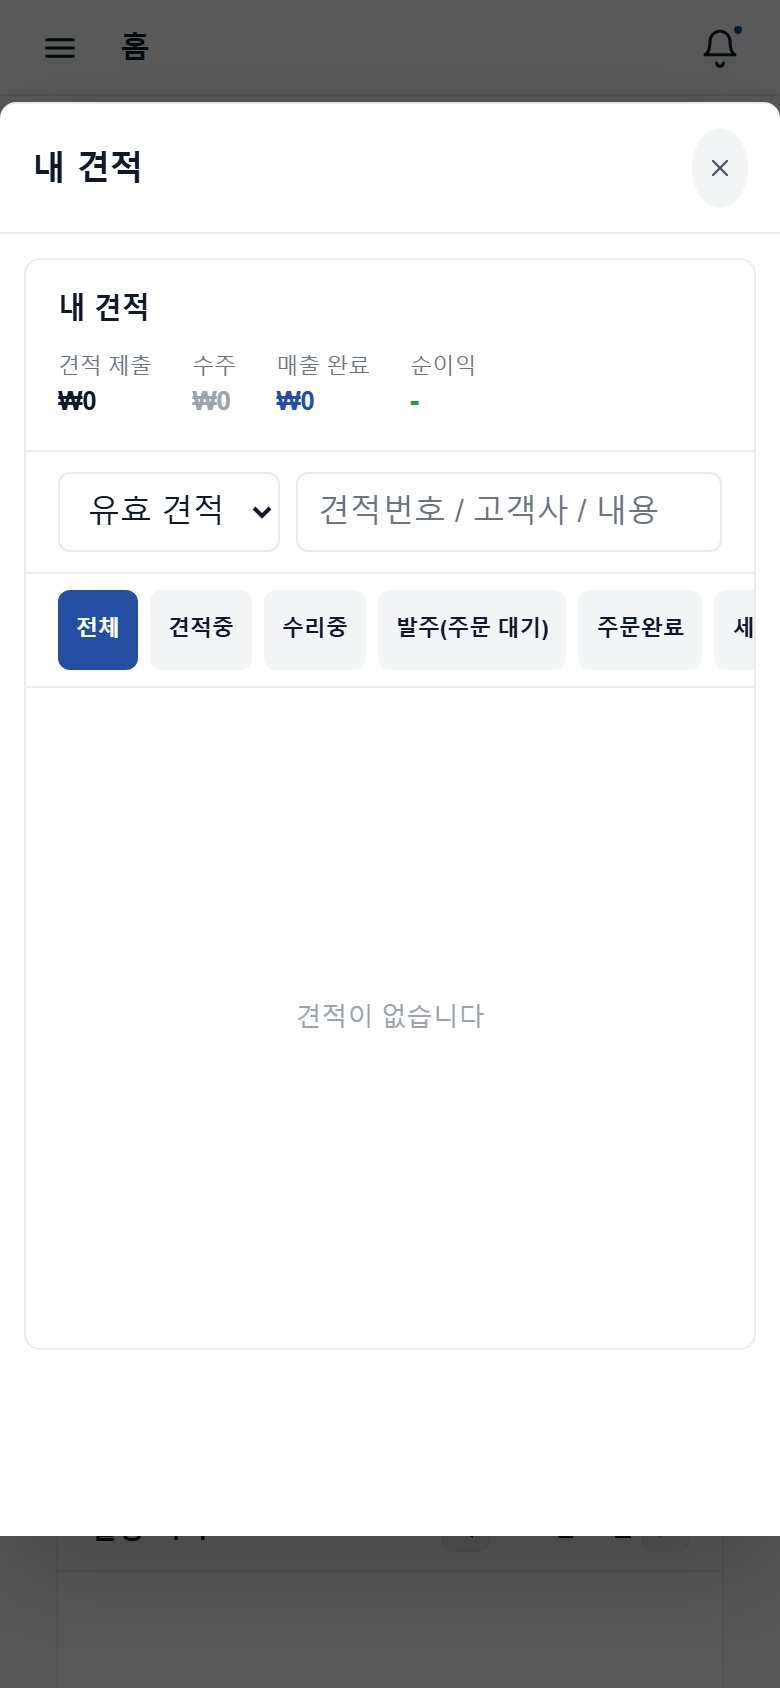 홈
내 견적
내 견적
견적 제출 수주 매출 완료 순이익
₩0 ₩0 ₩0 -
유효 견적 견적번호 / 고객사 / 내용
전체 견적중 수리중 발주(주문 대기) 주문완료 세
견적이 없습니다